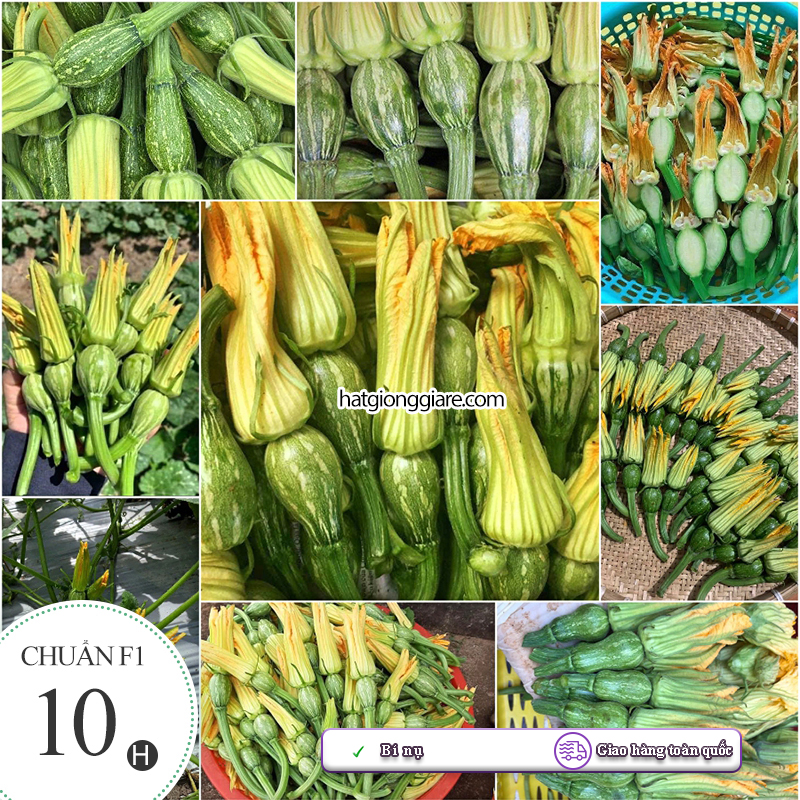 hatgionggiare.com
CHUẨN F1
10
H
Bí nụ
Giao hàng toàn quốc